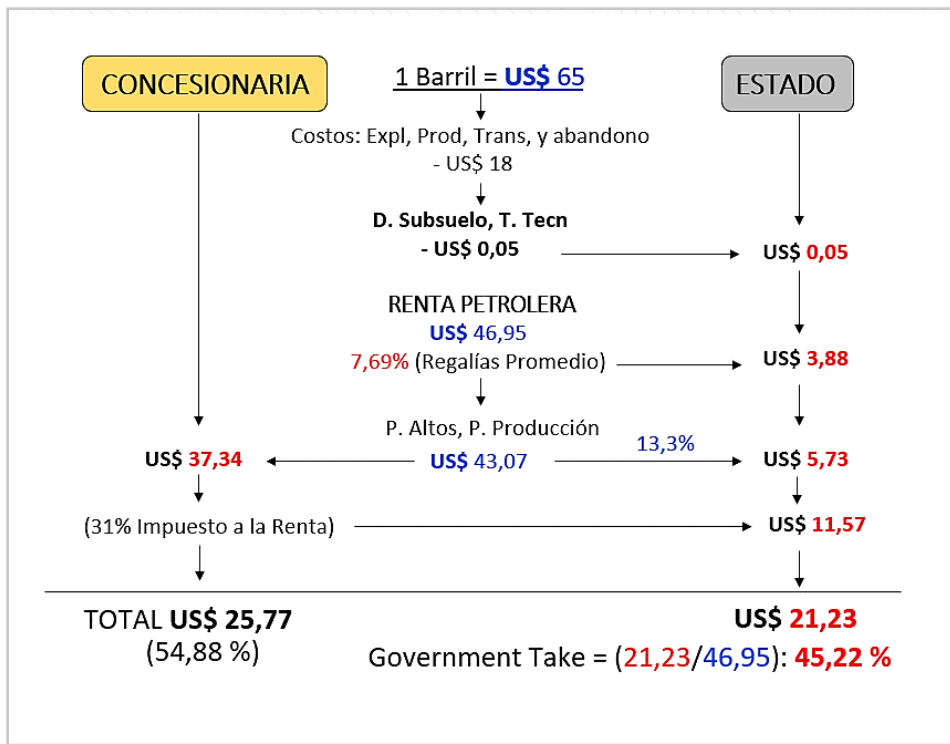 CONCESIONARIA
1 Barril = US$ 65
ESTADO
Costos: Expl, Prod, Trans, y abandono
- US$ 18
D. Subsuelo, T. Tecn
- US$ 0,05
US$ 0,05
RENTA PETROLERA
US$ 46,95
7,69% (Regalías Promedio)
US$ 3,88
P. Altos, P. Producción
US$ 37,34
US$ 43,07
13,3%
US$ 5,73
(31% Impuesto a la Renta)
US$ 11,57
TOTAL US$ 25,77
(54,88 %)
US$ 21,23
Government Take = (21,23/46,95): 45,22 %